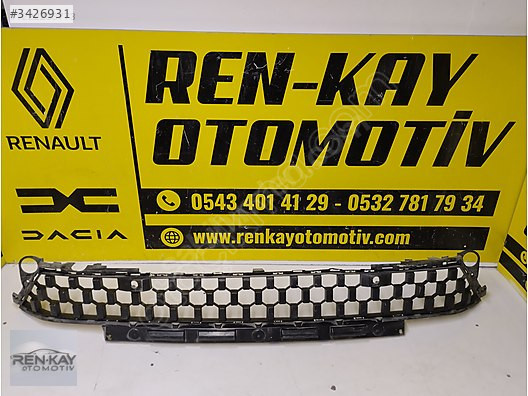 #3426931
REN-KAY
OTOMOTİV
RENAULT
DACIA
0543 401 41 29 - 0532 781 79 34
www.renkayotomotiv.com
REN-KAY
OTOMOTİV